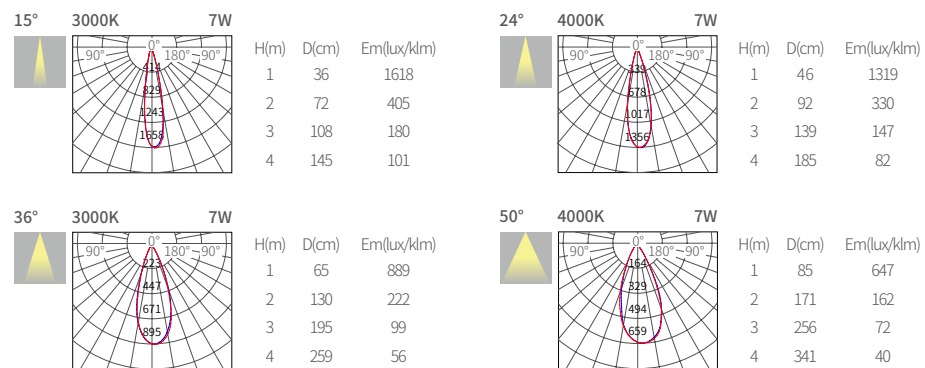 15° 3000K 7W
0°
90° 180° 90°
414
829
1243
1658
H(m) D(cm) Em(lux/klm)
1 36 1618
2 72 405
3 108 180
4 145 101
24° 4000K 7W
0°
90° 180° 90°
339
678
1017
1356
H(m) D(cm) Em(lux/klm)
1 46 1319
2 92 330
3 139 147
4 185 82
36° 3000K 7W
0°
90° 180° 90°
223
447
671
895
H(m) D(cm) Em(lux/klm)
1 65 889
2 130 222
3 195 99
4 259 56
50° 4000K 7W
0°
90° 180° 90°
164
329
494
659
H(m) D(cm) Em(lux/klm)
1 85 647
2 171 162
3 256 72
4 341 40